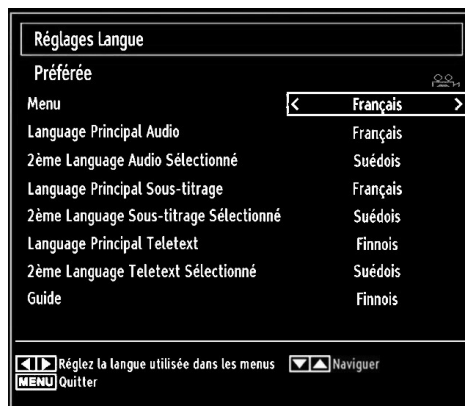 Réglages Langue
Préférée
Menu < Français >
Language Principal Audio Français
2ème Language Audio Sélectionné Suédois
Language Principal Sous-titrage Français
2ème Language Sous-titrage Sélectionné Suédois
Language Principal Teletext Finnois
2ème Language Teletext Sélectionné Suédois
Guide Finnois
Réglez la langue utilisée dans les menus Naviguer
MENU Quitter